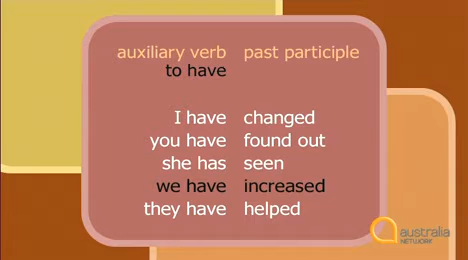 auxiliary verb past participle
to have
I have changed
you have found out
she has seen
we have increased
they have helped
australia
NETWORK